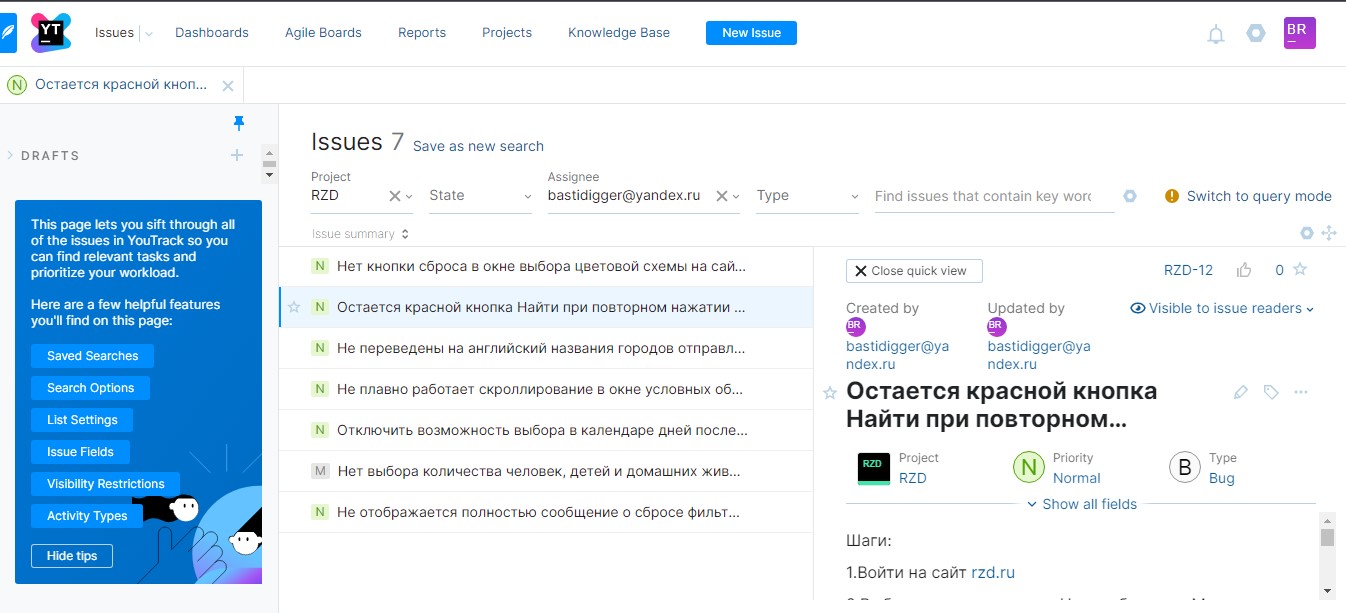 YT
Issues
Dashboards
Agile Boards
Reports
Projects
Knowledge Base
New Issue
BR
N Остается красной кноп...
DRAFTS
This page lets you sift through all
of the issues in YouTrack so you
can find relevant tasks and
prioritize your workload.
Here are a few helpful features
you'll find on this page:
Saved Searches
Search Options
List Settings
Issue Fields
Visibility Restrictions
Activity Types
Hide tips
Issues 7 Save as new search
Project
RZD
State
Assignee
bastidigger@yandex.ru
Type
Find issues that contain key worc
Switch to query mode
Issue summary
N Нет кнопки сброса в окне выбора цветовой схемы на сай...
N Остается красной кнопка Найти при повторном нажатии ...
N Не переведены на английский названия городов отправл...
N Не плавно работает скроллирование в окне условных об...
N Отключить возможность выбора в календаре дней после...
M Нет выбора количества человек, детей и домашних жив...
N Не отображается полностью сообщение о сбросе фильт...
Close quick view
RZD-12
0
Created by
BR
bastidigger@ya
ndex.ru
Updated by
BR
bastidigger@ya
ndex.ru
Visible to issue readers
Остается красной кнопка
Найти при повторном...
RZD
Project
RZD
N
Priority
Normal
B
Type
Bug
Show all fields
Шаги:
1.Войти на сайт rzd.ru